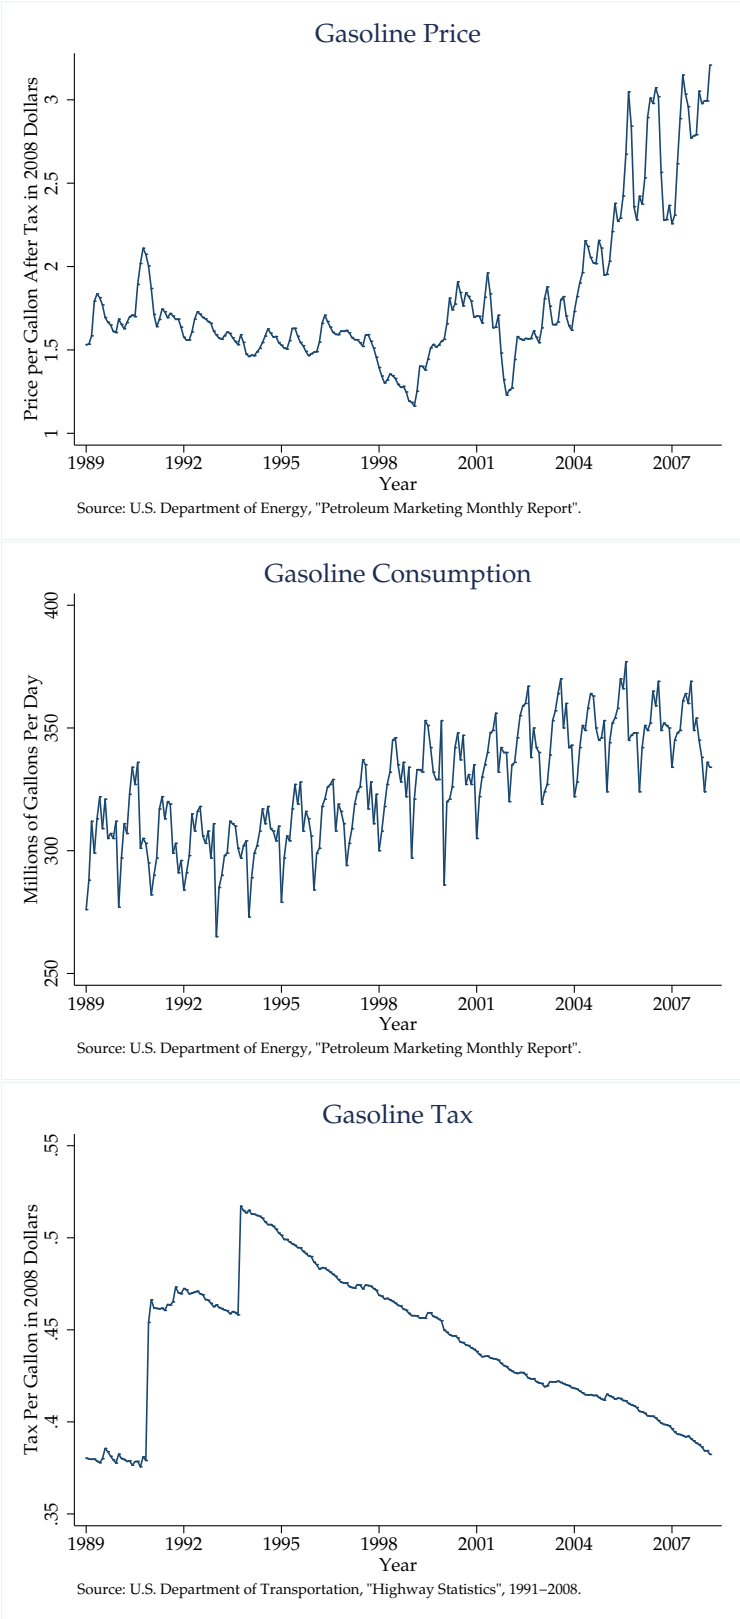 Gasoline Price
Price per Gallon After Tax in 2008 Dollars
3
2.5
2
1.5
1
1989 1992 1995 1998 2001 2004 2007
Year
Source: U.S. Department of Energy, "Petroleum Marketing Monthly Report".
Gasoline Consumption
Millions of Gallons Per Day
400
350
300
250
1989 1992 1995 1998 2001 2004 2007
Year
Source: U.S. Department of Energy, "Petroleum Marketing Monthly Report".
Gasoline Tax
Tax Per Gallon in 2008 Dollars
.55
.5
.45
.4
.35
1989 1992 1995 1998 2001 2004 2007
Year
Source: U.S. Department of Transportation, "Highway Statistics", 1991−2008.